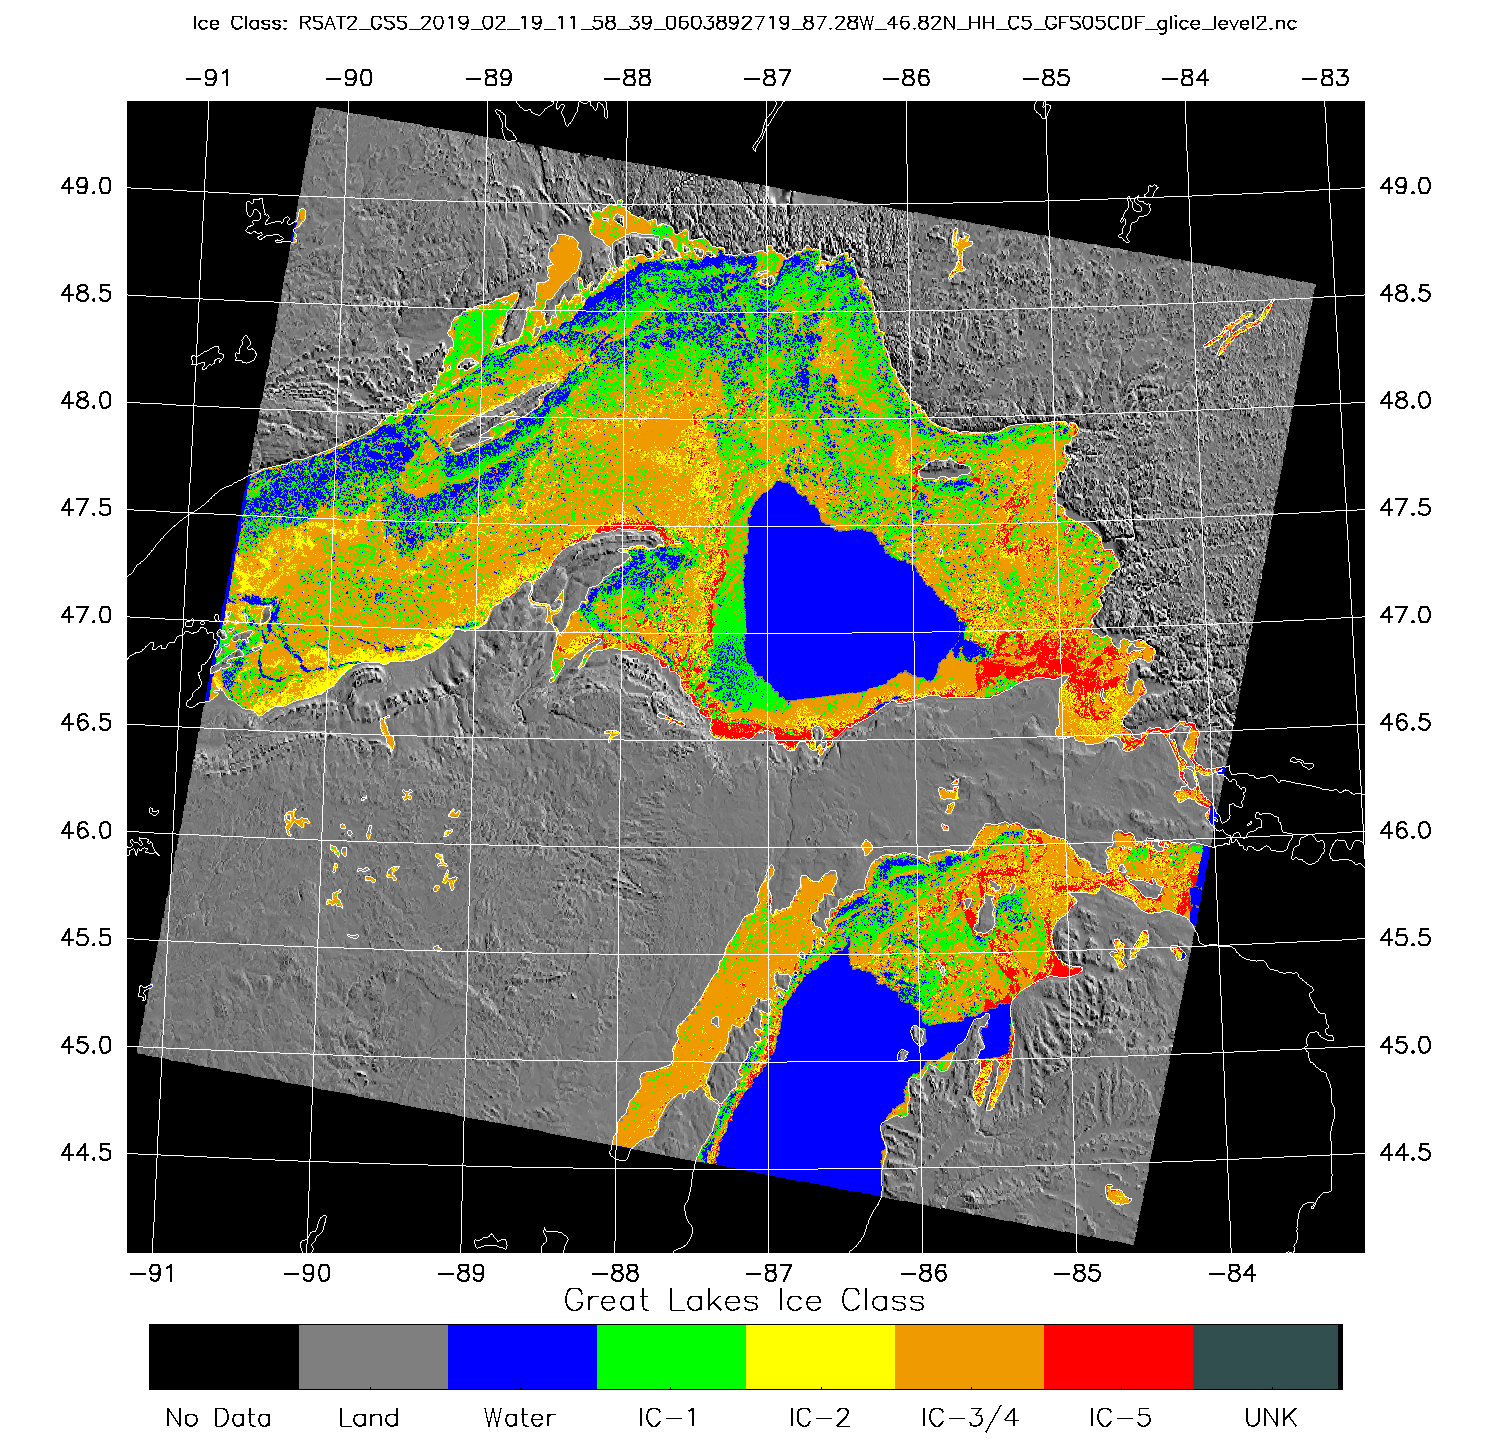 Ice Class: RSAT2_GSS_2019_02_19_11_58_39_0603892719_87.28W_46.82N_HH_C5_GFS05CDF_glice_level2.nc
-91 -90 -89 -88 -87 -86 -85 -84 -83
49.0 49.0
48.5 48.5
48.0 48.0
47.5 47.5
47.0 47.0
46.5 46.5
46.0 46.0
45.5 45.5
45.0 45.0
44.5 44.5
-91 -90 -89 -88 -87 -86 -85 -84
Great Lakes Ice Class
No Data Land Water IC-1 IC-2 IC-3/4 IC-5 UNK